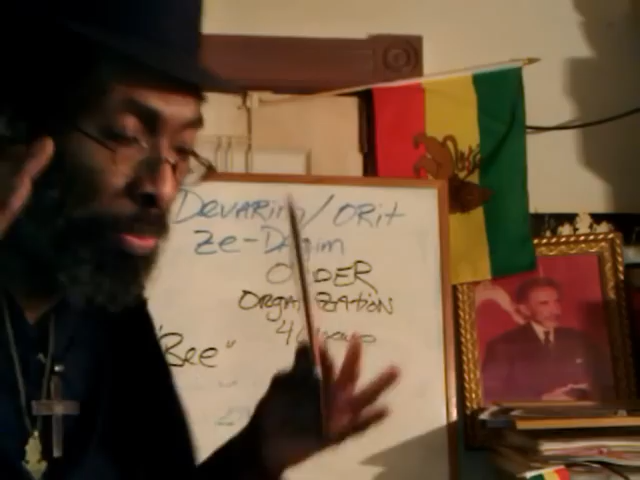 DEVARim/ORit
Ze-Dagim
ORDER
ORGANIZATION
"Bee"